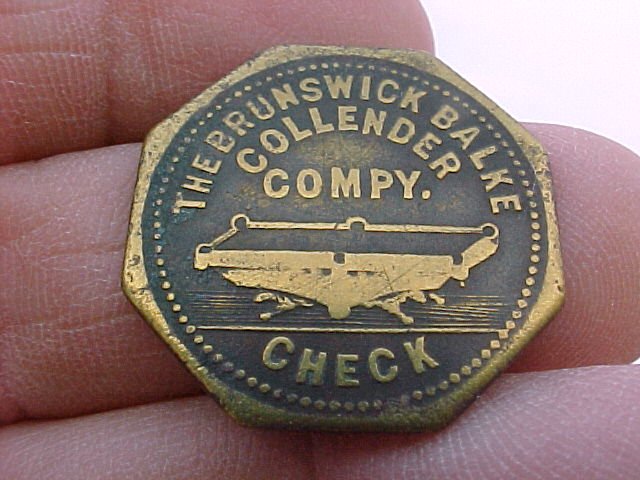 THE BRUNSWICK BALKE
COLLENDER
COMPY.
CHECK